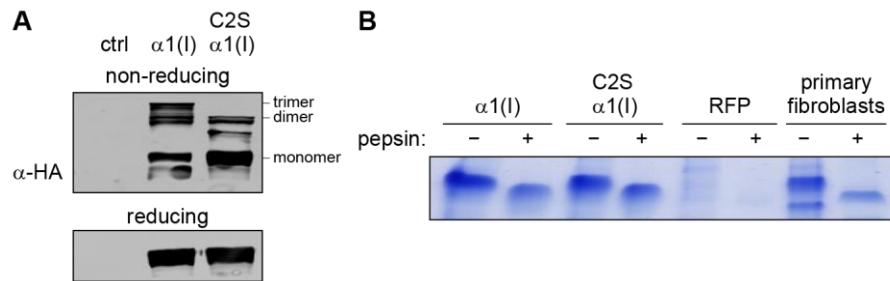 A
ctrl α1(I) C2S α1(I)
non-reducing
trimer
dimer
monomer
α-HA
reducing
B
α1(I) C2S α1(I) RFP primary fibroblasts
pepsin: – + – + – + – +